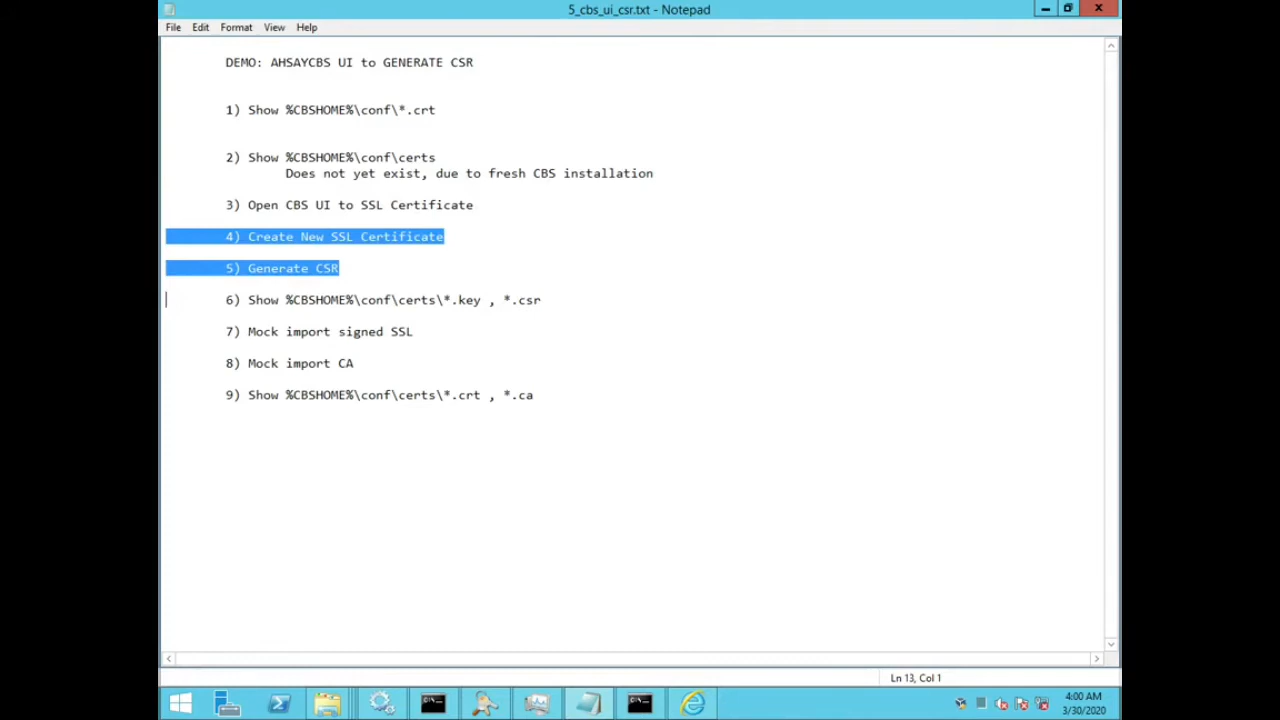 5_cbs_ui_csr.txt - Notepad
File Edit Format View Help
DEMO: AHSAYCBS UI to GENERATE CSR
1) Show %CBSHOME%\conf\*.crt
2) Show %CBSHOME%\conf\certs
Does not yet exist, due to fresh CBS installation
3) Open CBS UI to SSL Certificate
4) Create New SSL Certificate
5) Generate CSR
6) Show %CBSHOME%\conf\certs\*.key , *.csr
7) Mock import signed SSL
8) Mock import CA
9) Show %CBSHOME%\conf\certs\*.crt , *.ca
Ln 13, Col 1
4:00 AM
3/30/2020